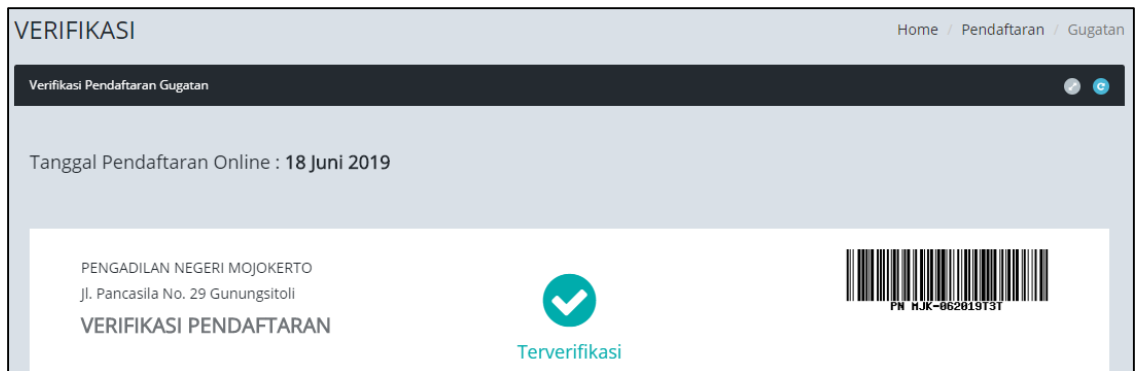 VERIFIKASI
Home / Pendaftaran / Gugatan
Verifikasi Pendaftaran Gugatan
Tanggal Pendaftaran Online : 18 Juni 2019
PENGADILAN NEGERI MOJOKERTO
Jl. Pancasila No. 29 Gunungsitoli
VERIFIKASI PENDAFTARAN
Terverifikasi
PN MJK-062019T3T